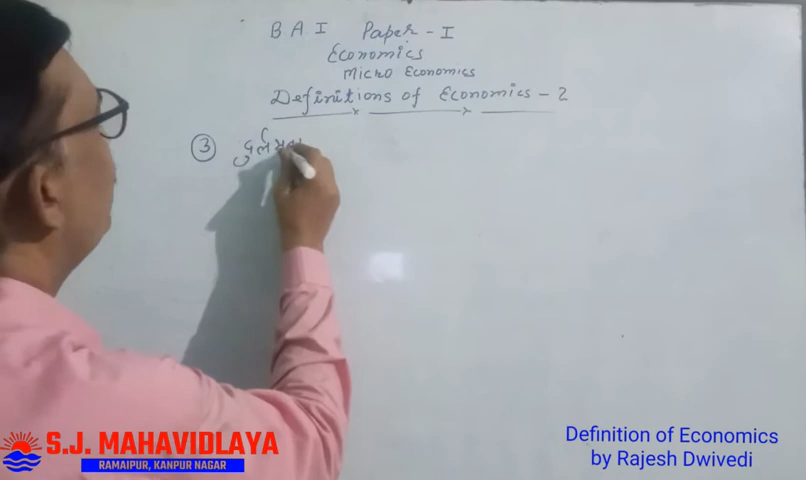 B. A I Paper - I
Economics
Micro Economics
Definitions of Economics - 2
③
S.J. MAHAVIDLAYA
RAMAIPUR, KANPUR NAGAR
Definition of Economics
by Rajesh Dwivedi